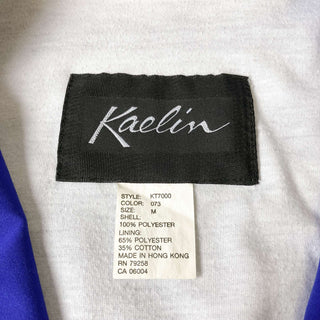 Kaelin
STYLE: KT7000
COLOR: 073
SIZE: M
SHELL:
100% POLYESTER
LINING:
65% POLYESTER
35% COTTON
MADE IN HONG KONG
RN 79258
CA 06004